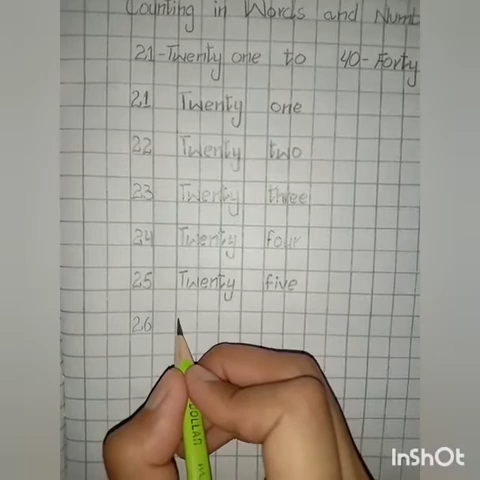 Counting in Words and Numb
21-Twenty one to 40-Forty
21 Twenty one
22 Twenty two
23 Twenty three
24 Twenty four
25 Twenty five
26
DOLLAR
InShOt